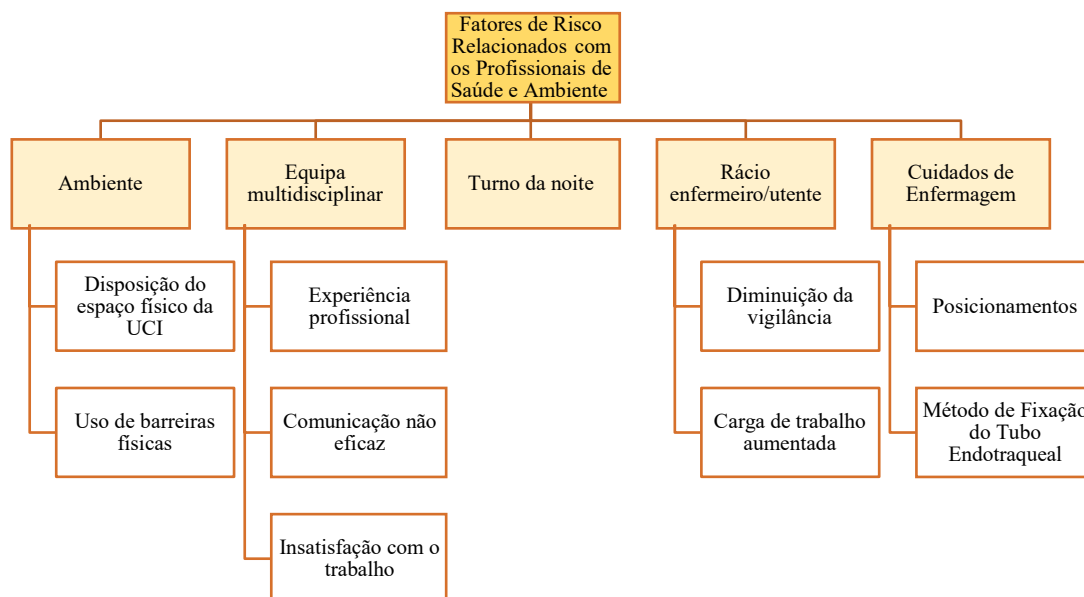 Fatores de Risco
Relacionados com
os Profissionais de
Saúde e Ambiente
Ambiente
Equipa
multidisciplinar
Turno da noite
Rácio
enfermeiro/utente
Cuidados de
Enfermagem
Disposição do
espaço físico da
UCI
Uso de barreiras
físicas
Experiência
profissional
Comunicação não
eficaz
Insatisfação com o
trabalho
Diminuição da
vigilância
Carga de trabalho
aumentada
Posicionamentos
Método de Fixação
do Tubo
Endotraqueal